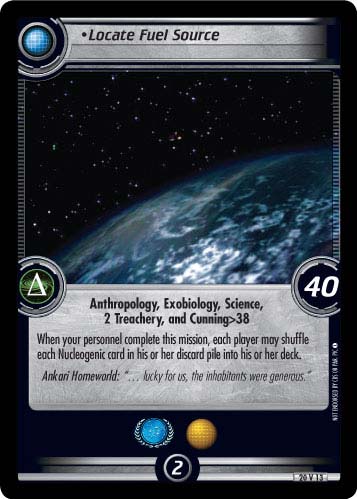 •Locate Fuel Source
Δ
40
Anthropology, Exobiology, Science,
2 Treachery, and Cunning>38
When your personnel complete this mission, each player may shuffle
each Nucleogenic card in his or her discard pile into his or her deck.
Ankari Homeworld: “… lucky for us, the inhabitants were generous.”
2
20 V 13